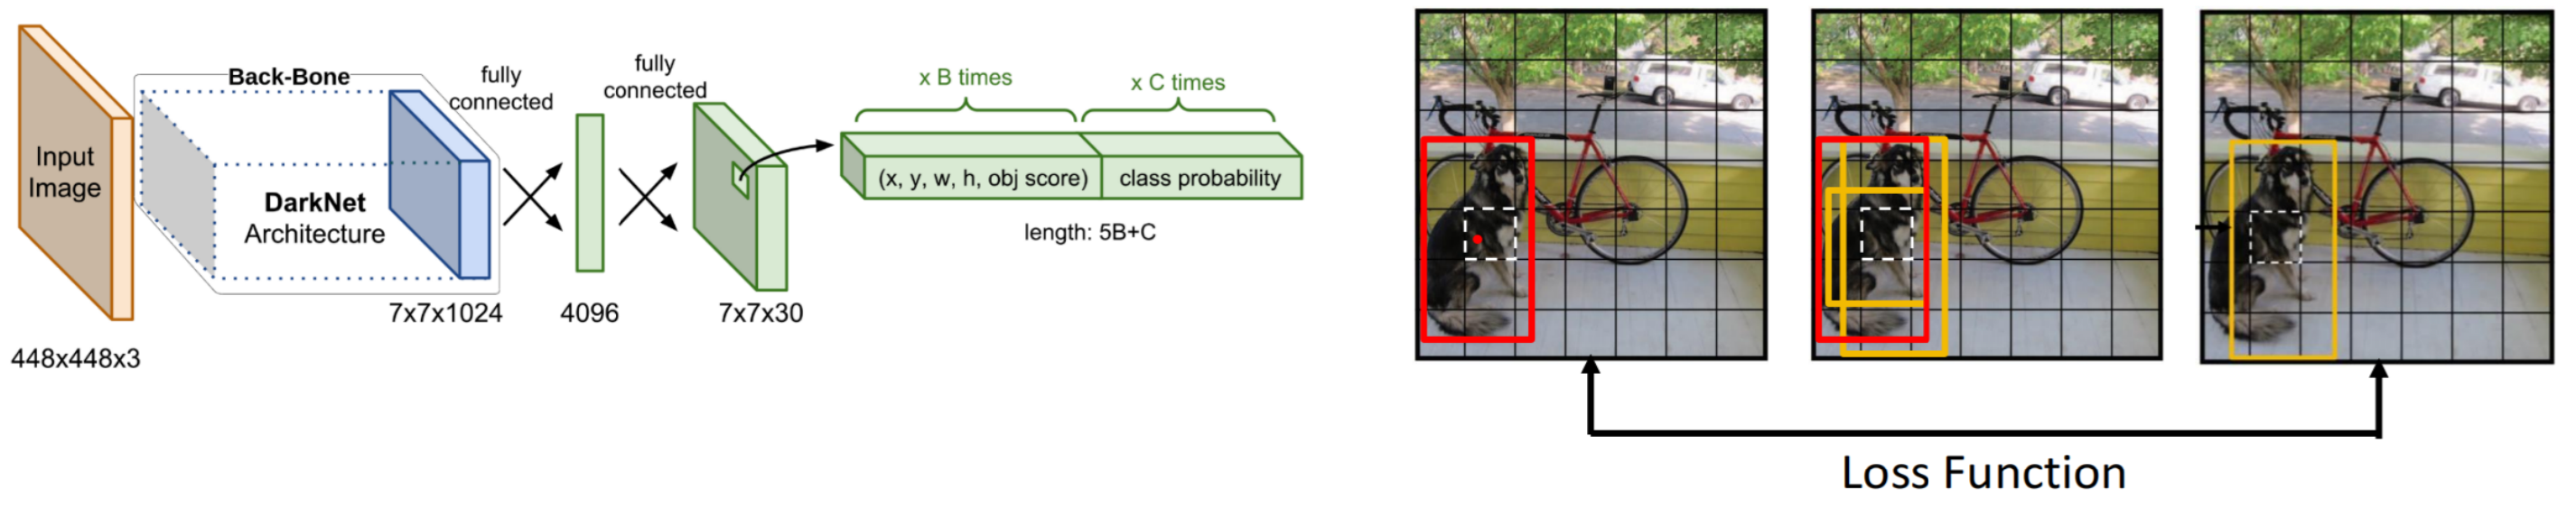 Input
Image
448x448x3
Back-Bone
DarkNet
Architecture
7x7x1024
fully
connected
4096
fully
connected
7x7x30
x B times
x C times
(x, y, w, h, obj score)
class probability
length: 5B+C
Loss Function